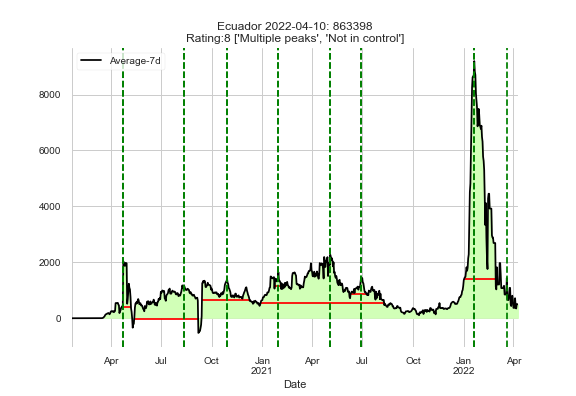 Ecuador 2022-04-10: 863398
Rating:8 ['Multiple peaks', 'Not in control']
Average-7d
8000
6000
4000
2000
0
Apr Jul Oct Jan Apr Jul Oct Jan Apr
2021 2022
Date